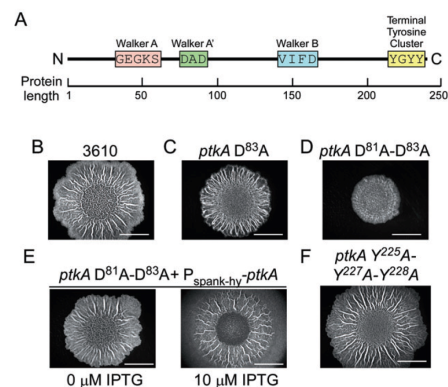 A
Walker A Walker A' Walker B Terminal Tyrosine Cluster
N GEGKS DAD VIFD YGYY C
Protein length 1 50 100 150 200 250
B 3610
C ptkA D⁸³A
D ptkA D⁸¹A-D⁸³A
E ptkA D⁸¹A-D⁸³A+ Pspank-hy-ptkA
0 μM IPTG 10 μM IPTG
F ptkA Y²²⁵A-
Y²²⁷A-Y²²⁸A